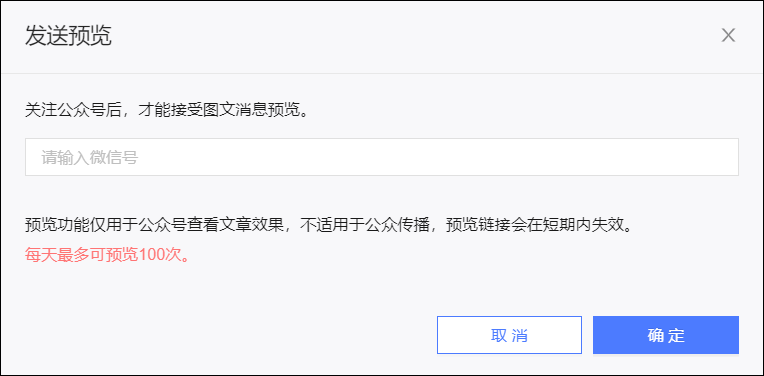 发送预览
关注公众号后，才能接受图文消息预览。
请输入微信号
预览功能仅用于公众号查看文章效果，不适用于公众传播，预览链接会在短期内失效。
每天最多可预览100次。
取消
确定